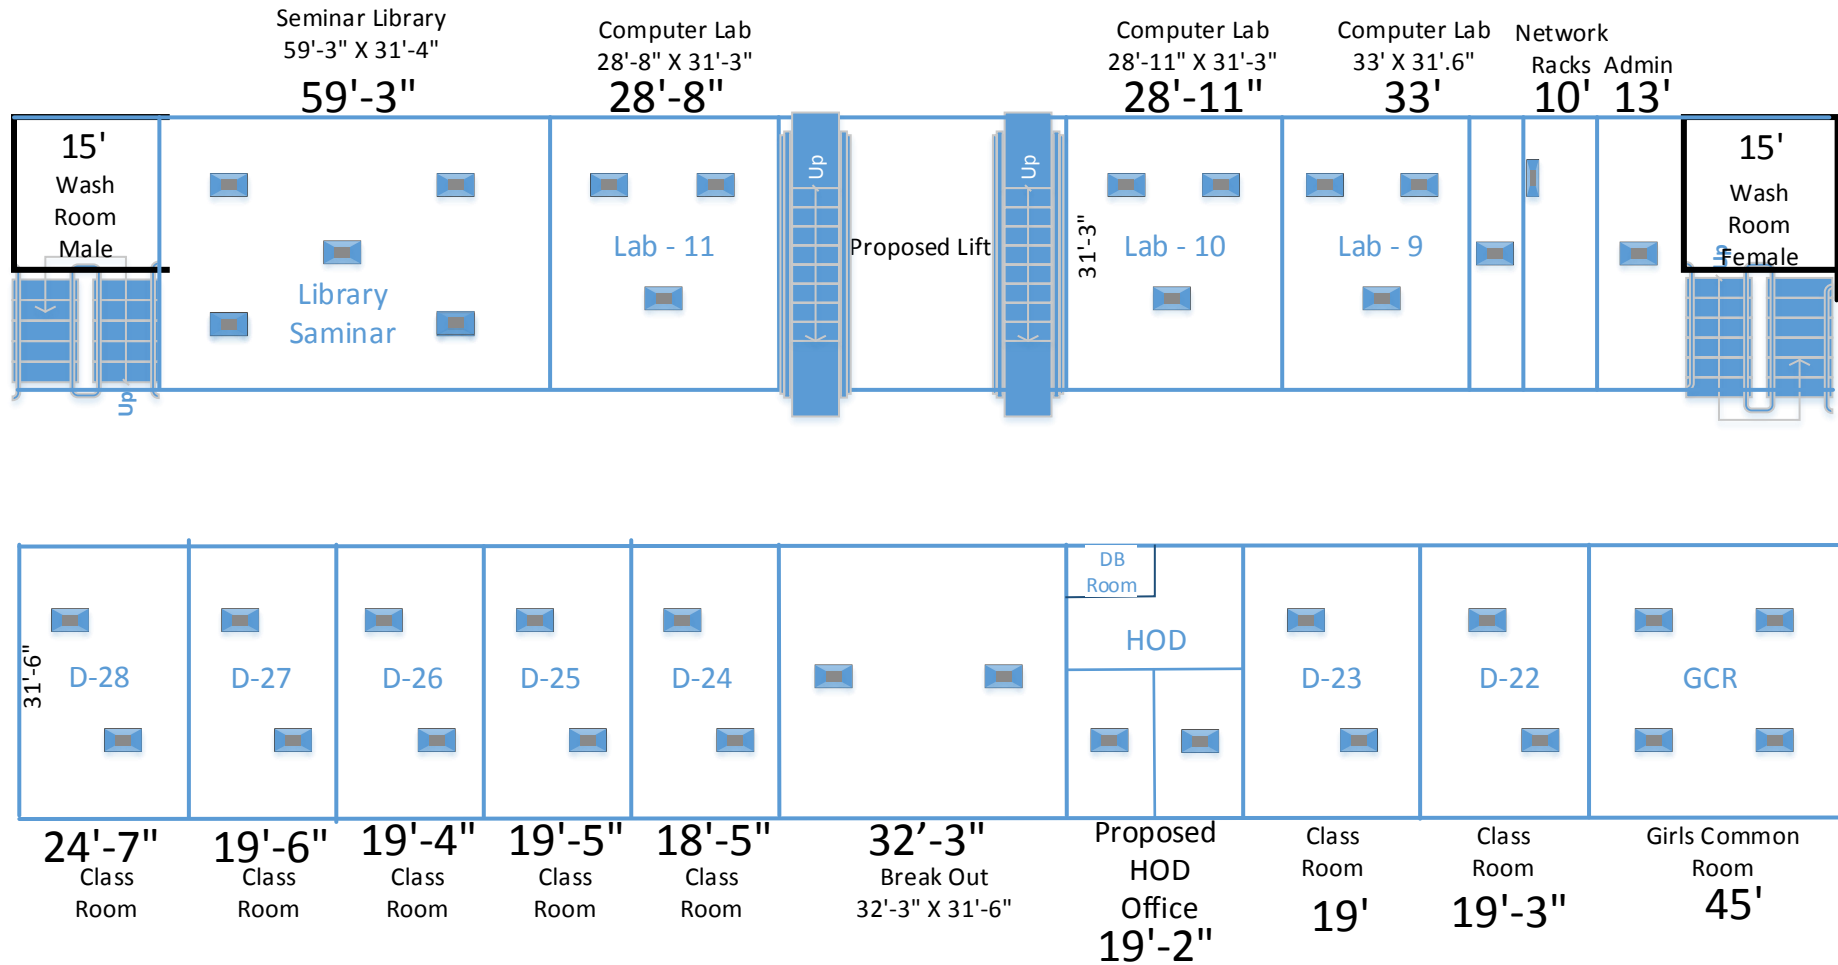 Seminar Library
59'-3" X 31'-4"
59'-3"
Computer Lab
28'-8" X 31'-3"
28'-8"
Computer Lab
28'-11" X 31'-3"
28'-11"
Computer Lab
33' X 31'.6"
33'
Network
Racks
10'
Admin
13'
15'
Wash
Room
Male
Up
Library
Saminar
Lab - 11
Up
Proposed Lift
Up
31'-3"
Lab - 10
Lab - 9
15'
Wash
Room
Female
Up
31'-6"
D-28
D-27
D-26
D-25
D-24
DB
Room
HOD
D-23
D-22
GCR
24'-7"
Class
Room
19'-6"
Class
Room
19'-4"
Class
Room
19'-5"
Class
Room
18'-5"
Class
Room
32’-3"
Break Out
32'-3" X 31'-6"
Proposed
HOD
Office
19'-2"
Class
Room
19'
Class
Room
19'-3"
Girls Common
Room
45'